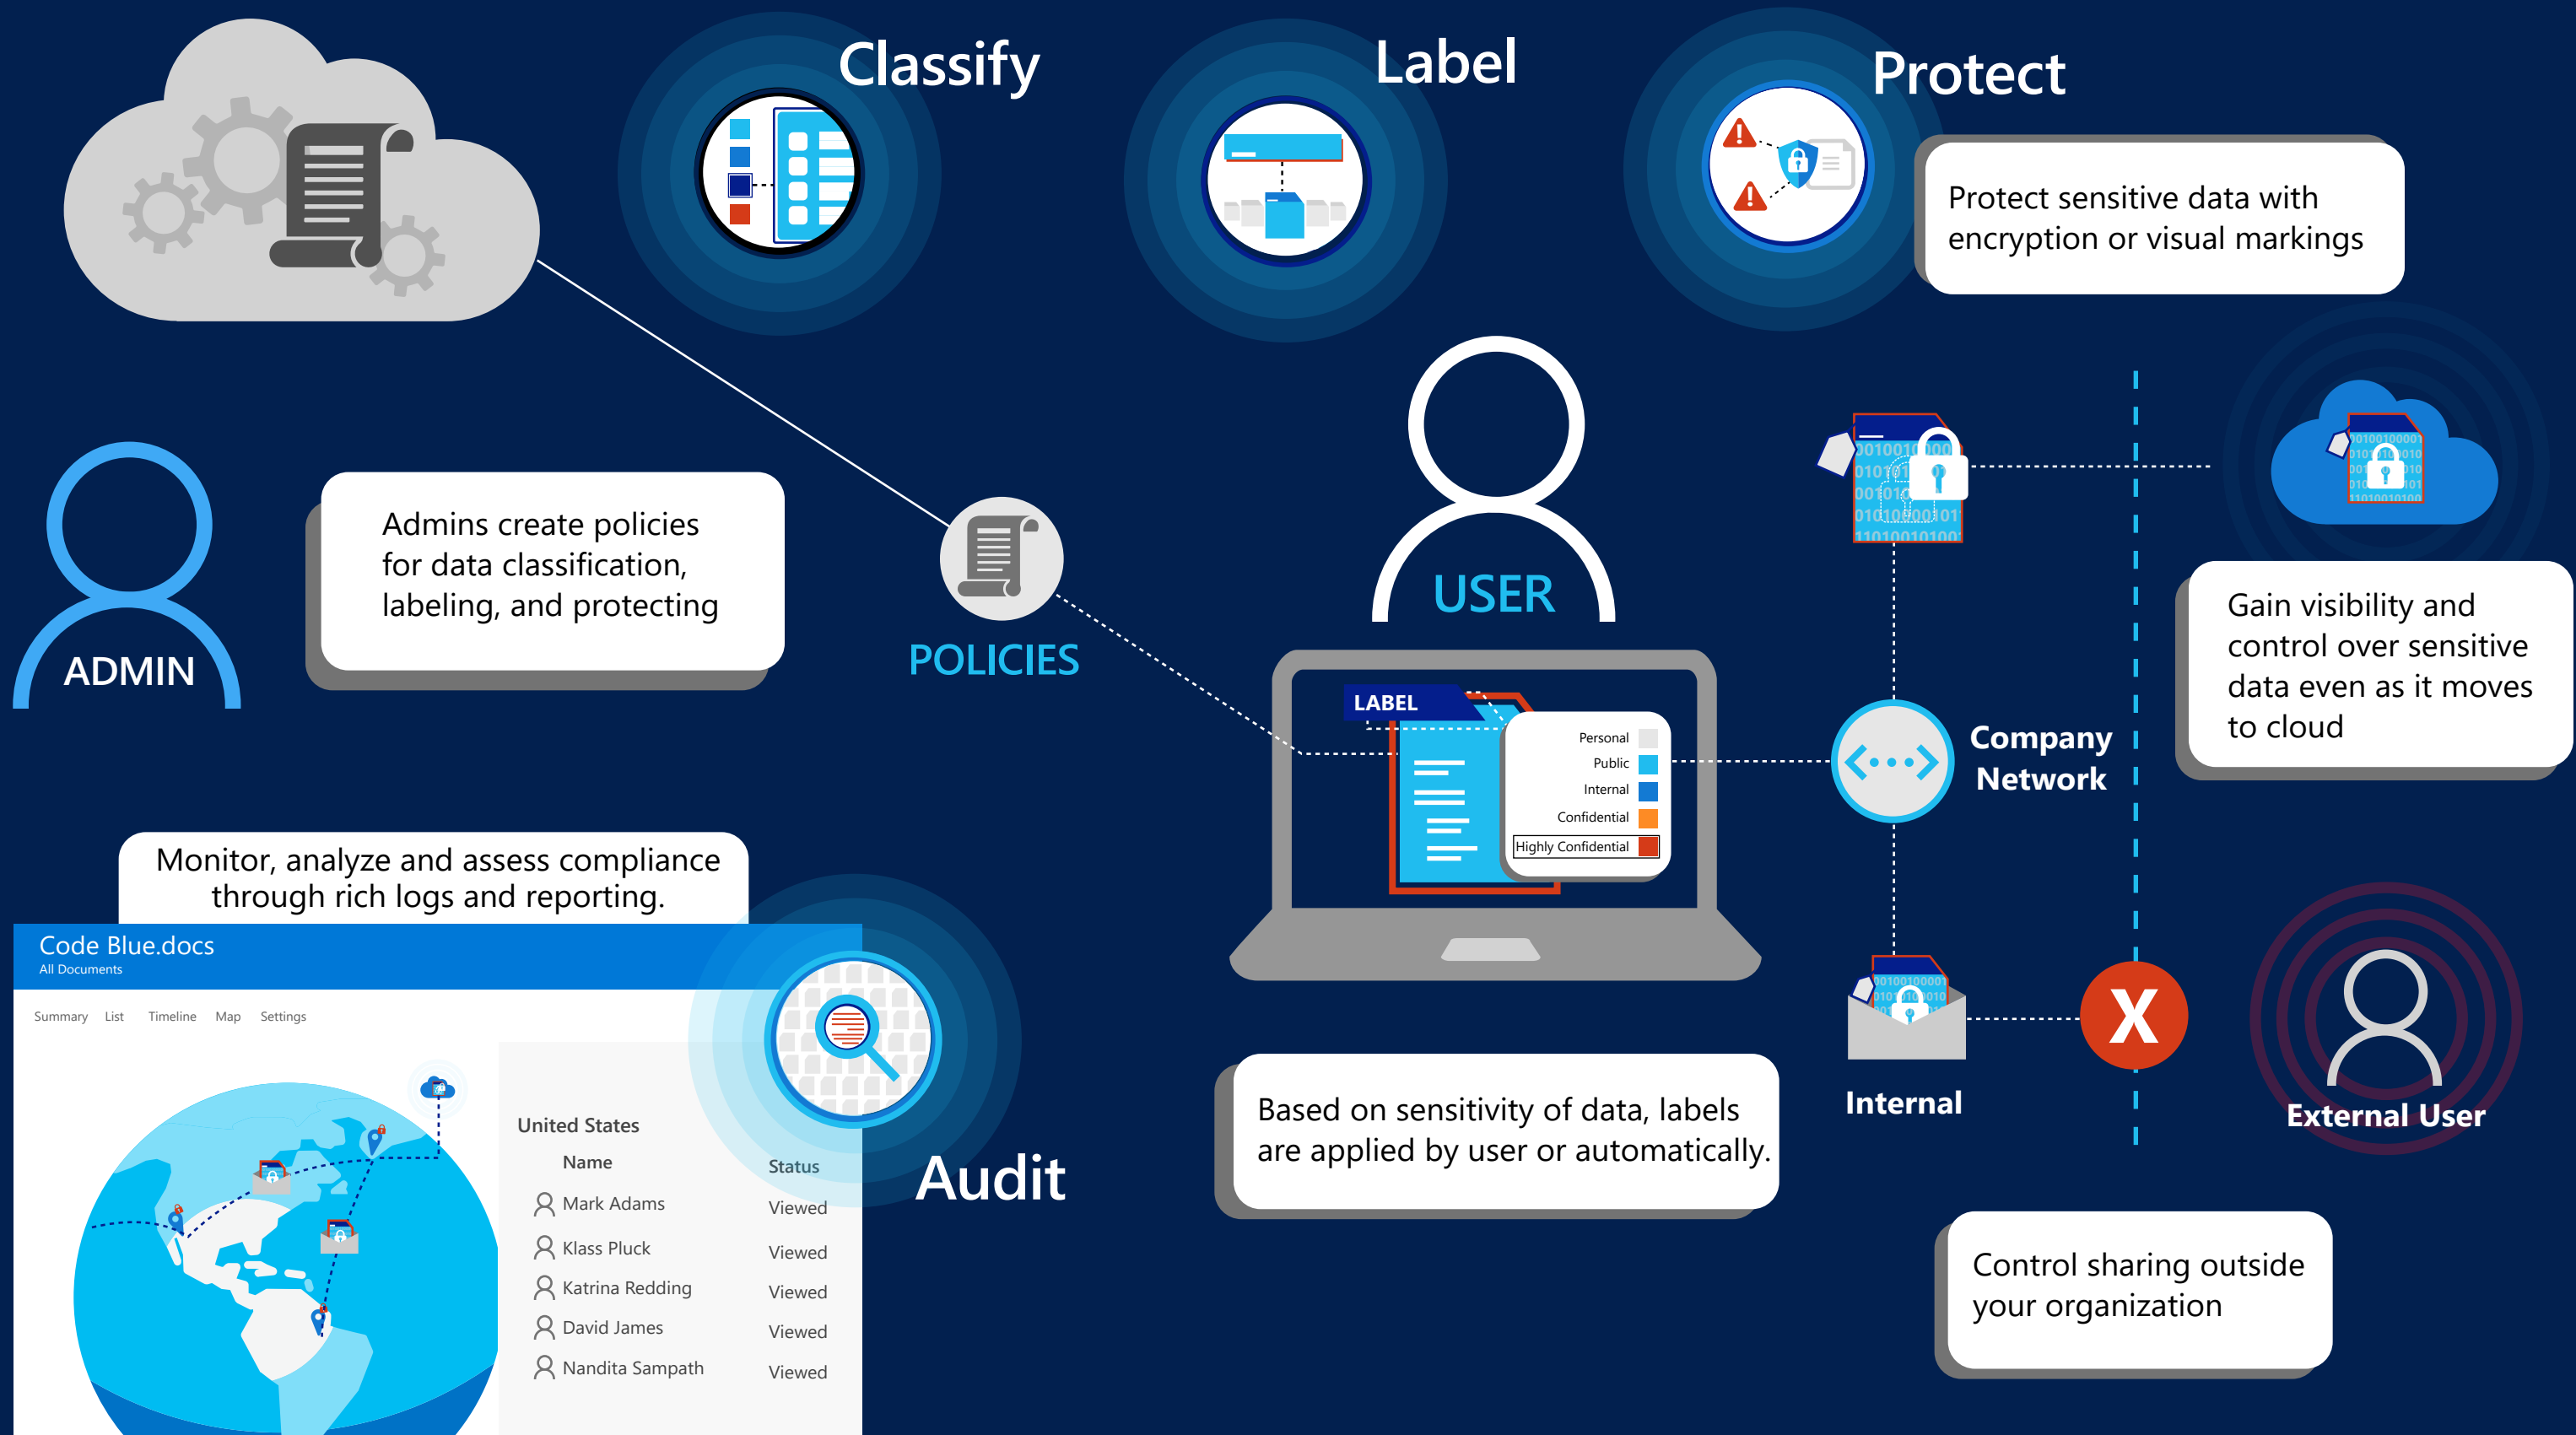 Classify
Label
Protect
Protect sensitive data with
encryption or visual markings
ADMIN
Admins create policies
for data classification,
labeling, and protecting
POLICIES
USER
LABEL
Personal
Public
Internal
Confidential
Highly Confidential
Company
Network
Gain visibility and
control over sensitive
data even as it moves
to cloud
Monitor, analyze and assess compliance
through rich logs and reporting.
Code Blue.docs
All Documents
Summary List Timeline Map Settings
United States
Name Status
Mark Adams Viewed
Klass Pluck Viewed
Katrina Redding Viewed
David James Viewed
Nandita Sampath Viewed
Audit
Based on sensitivity of data, labels
are applied by user or automatically.
Internal
X
External User
Control sharing outside
your organization